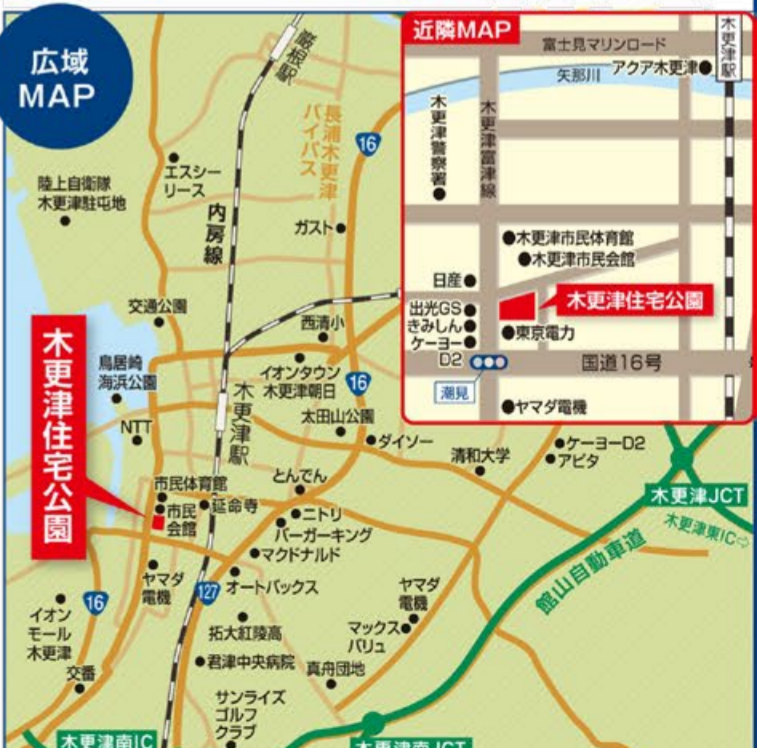 広域
MAP
巌根駅
長浦木更津
バイパス
16
エスシー
リース
陸上自衛隊
木更津駐屯地
内房線
ガスト
交通公園
西清小
鳥居崎
海浜公園
イオンタウン
木更津朝日
16
木更津駅
太田山公園
NTT
ダイソー
清和大学
ケーヨーD2
アピタ
木更津住宅公園
市民体育館
市民
会館
延命寺
とんでん
ニトリ
バーガーキング
マクドナルド
木更津JCT
木更津東IC⇨
館山自動車道
ヤマダ
電機
127
オートバックス
16
イオン
モール
木更津
拓大紅陵高
ヤマダ
電機
マックス
バリュ
君津中央病院
真舟団地
交番
サンライズ
ゴルフ
クラブ
木更津南IC
木更津南JCT
近隣MAP
富士見マリンロード
木更津駅
矢那川
アクア木更津
木更津警察署
木更津富津線
木更津市民体育館
木更津市民会館
日産
木更津住宅公園
出光GS
きみしん
ケーヨー
D2
東京電力
国道16号
潮見
ヤマダ電機